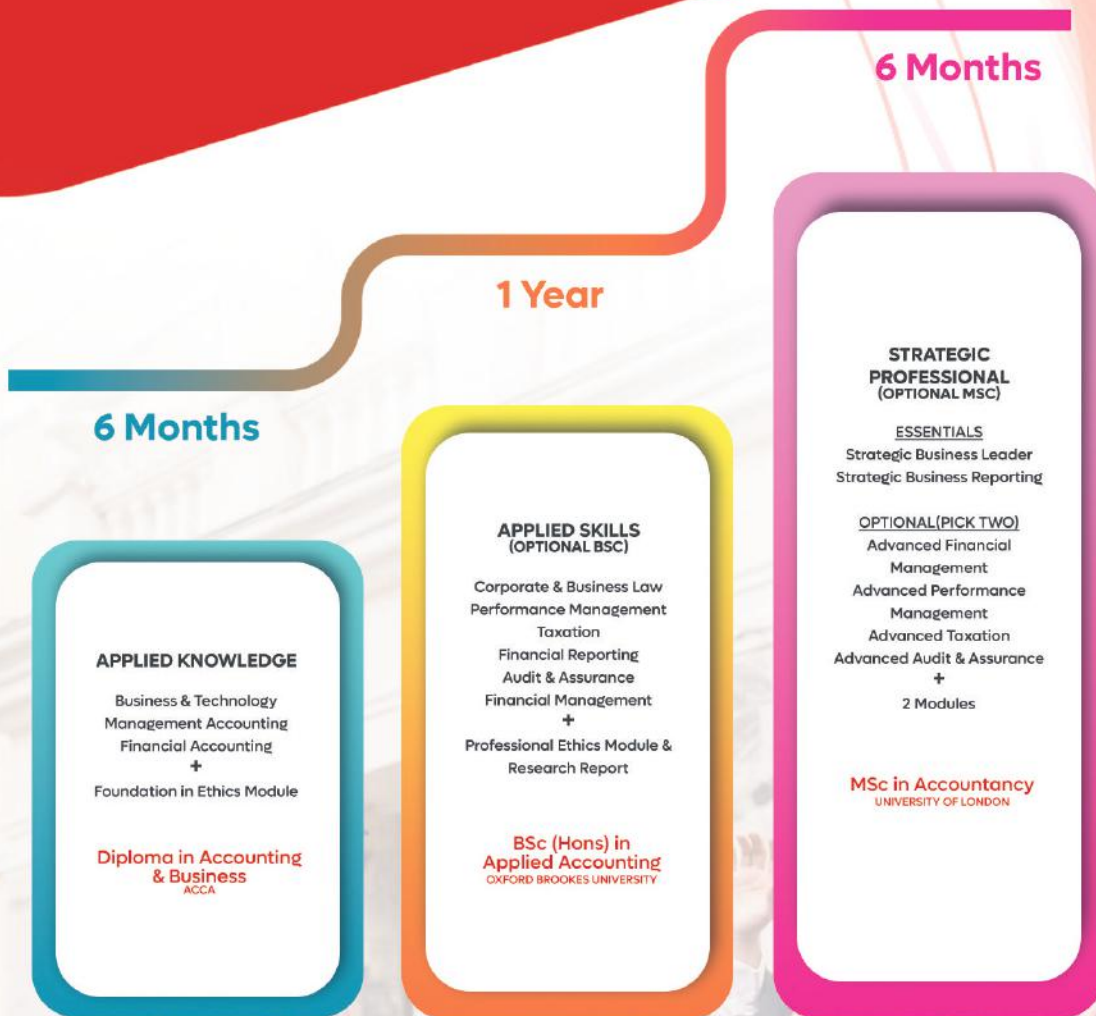 6 Months
APPLIED KNOWLEDGE
Business & Technology
Management Accounting
Financial Accounting
+
Foundation in Ethics Module
Diploma in Accounting
& Business
ACCA
1 Year
APPLIED SKILLS
(OPTIONAL BSC)
Corporate & Business Law
Performance Management
Taxation
Financial Reporting
Audit & Assurance
Financial Management
+
Professional Ethics Module &
Research Report
BSc (Hons) in
Applied Accounting
OXFORD BROOKES UNIVERSITY
6 Months
STRATEGIC
PROFESSIONAL
(OPTIONAL MSC)
ESSENTIALS
Strategic Business Leader
Strategic Business Reporting
OPTIONAL(PICK TWO)
Advanced Financial
Management
Advanced Performance
Management
Advanced Taxation
Advanced Audit & Assurance
+
2 Modules
MSc in Accountancy
UNIVERSITY OF LONDON